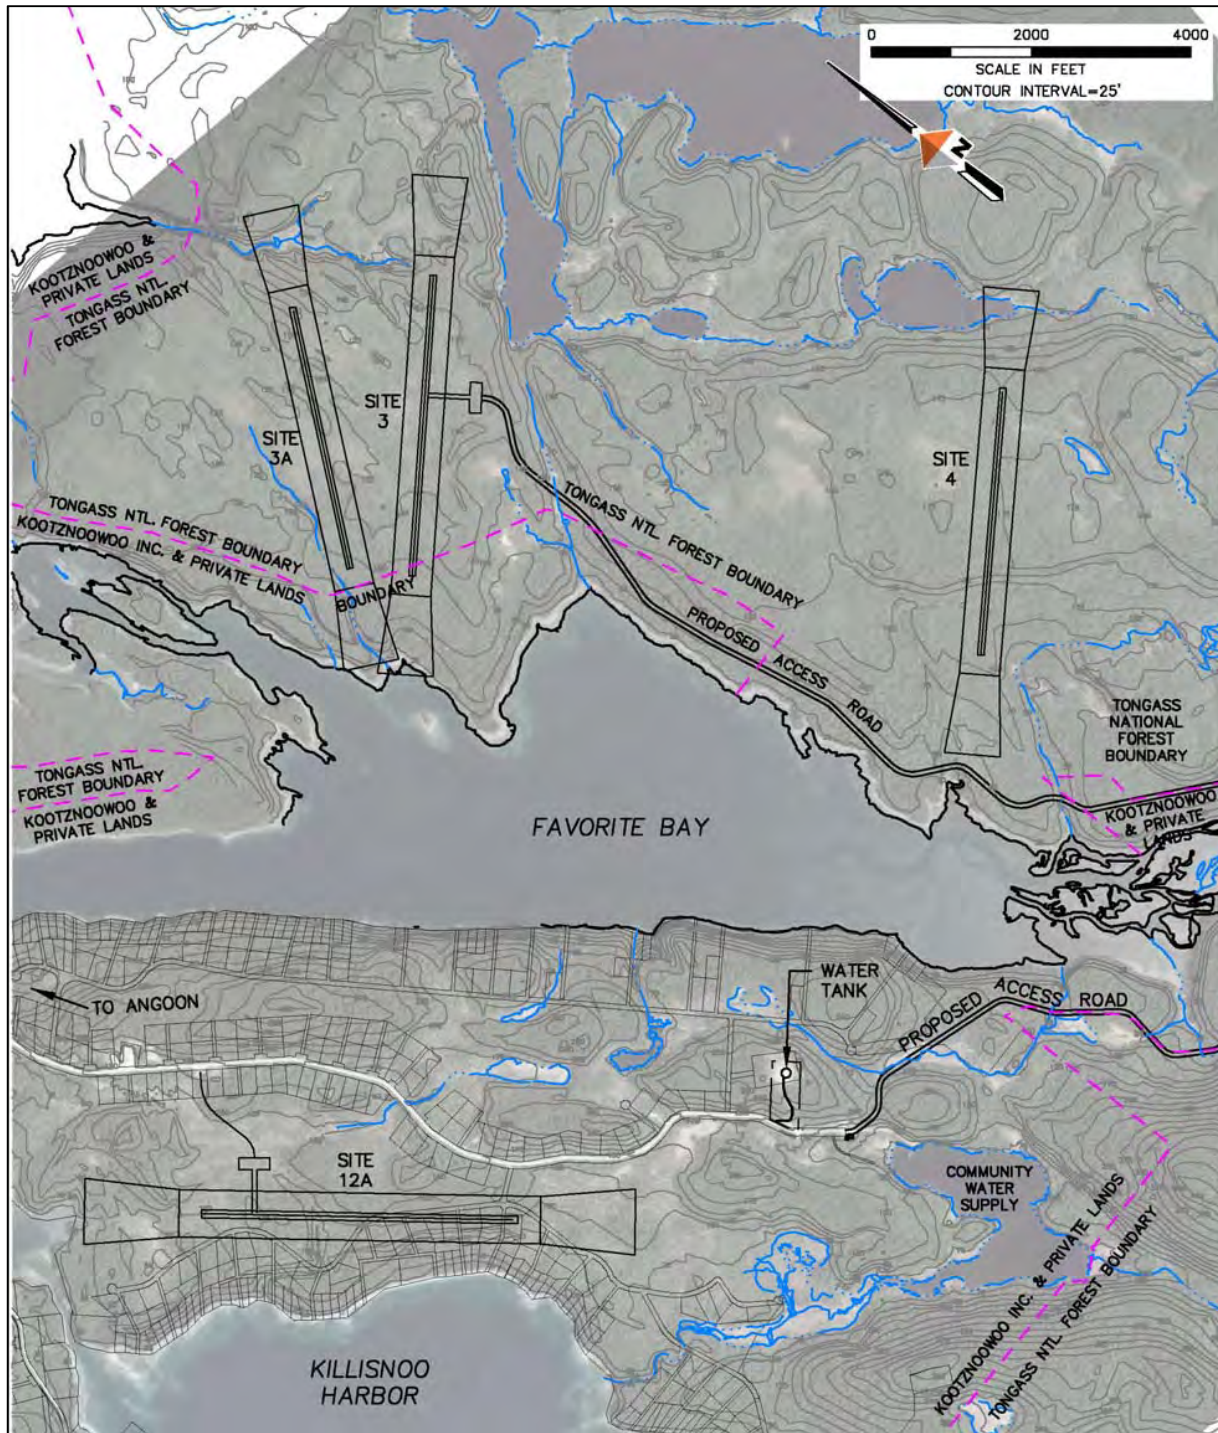 0 2000 4000
SCALE IN FEET
CONTOUR INTERVAL=25'
N
KOOTZNOOWOO &
PRIVATE LANDS
TONGASS NTL.
FOREST BOUNDARY
SITE
3
SITE
3A
SITE
4
TONGASS NTL. FOREST BOUNDARY
KOOTZNOOWOO INC. & PRIVATE LANDS
BOUNDARY
TONGASS NTL. FOREST BOUNDARY
PROPOSED ACCESS ROAD
TONGASS
NATIONAL
FOREST
BOUNDARY
TONGASS NTL.
FOREST BOUNDARY
KOOTZNOOWOO &
PRIVATE LANDS
KOOTZNOOWOO
& PRIVATE
LANDS
FAVORITE BAY
TO ANGOON
WATER
TANK
PROPOSED ACCESS ROAD
SITE
12A
COMMUNITY
WATER
SUPPLY
KOOTZNOOWOO INC. & PRIVATE LANDS
TONGASS NTL. FOREST BOUNDARY
KILLISNOO
HARBOR